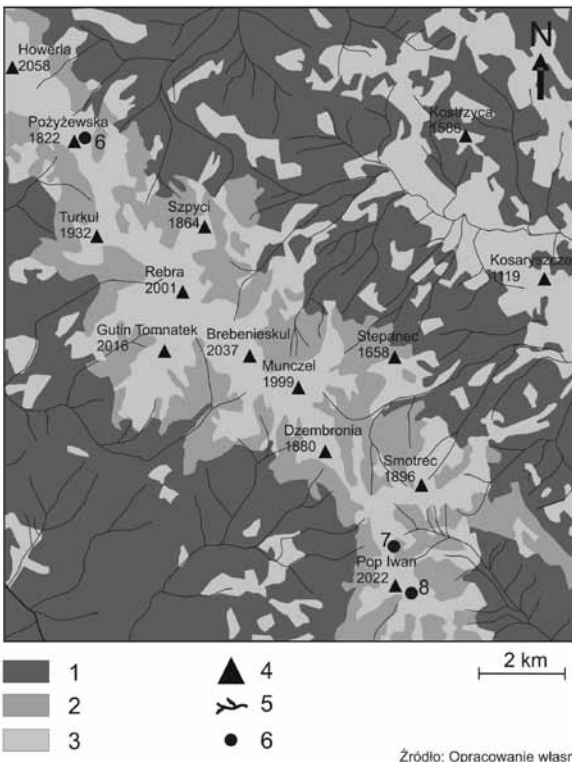 N
Howerla
2058
Pożyżewska
1822
6
Kostrzyca
1586
Szpyci
1864
Turkuł
1932
Kosaryszcze
1119
Rebra
2001
Gutin Tomnatek
2016
Brebenieskul
2037
Stepanec
1658
Munczel
1999
Dzembronia
1880
Smotrec
1896
7
Pop Iwan
2022
8
1
4
2 km
2
5
3
6
Źródło: Opracowanie własn